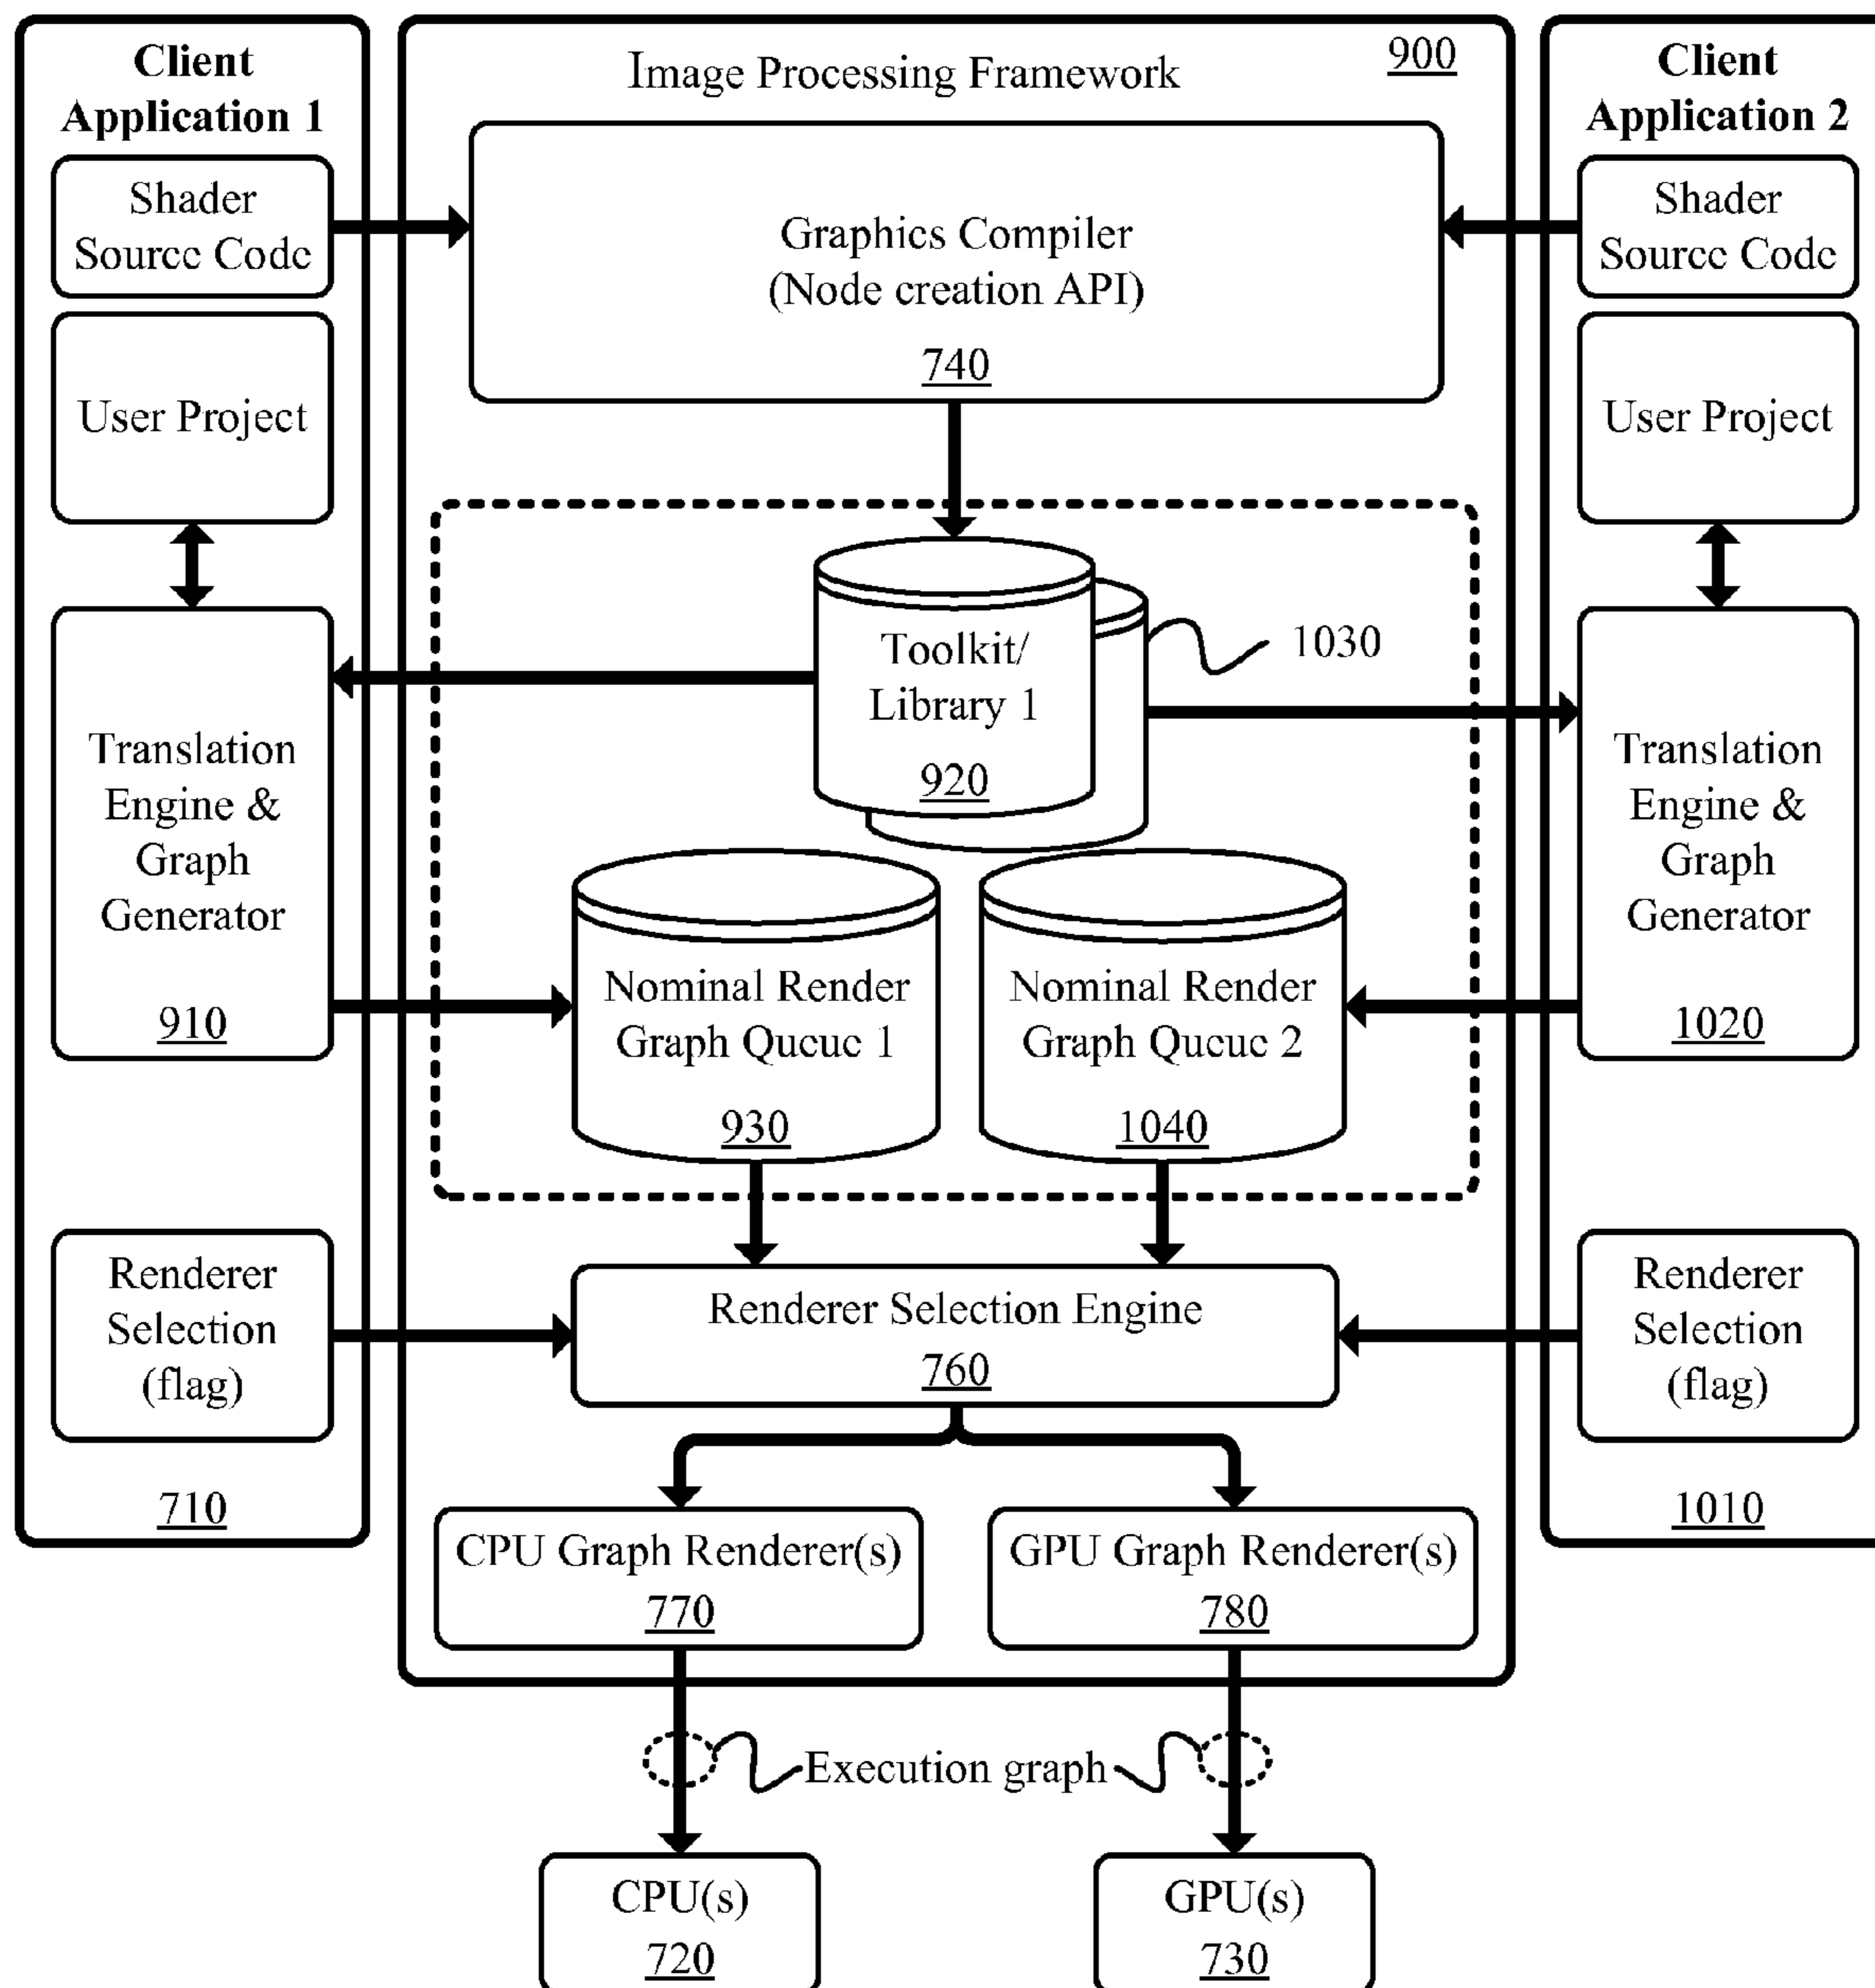 Client
Application 1
Shader
Source Code
User Project
Translation
Engine &
Graph
Generator
910
Renderer
Selection
(flag)
710
Image Processing Framework
900
Graphics Compiler
(Node creation API)
740
Toolkit/
Library 1
920
1030
Nominal Render
Graph Queue 1
930
Nominal Render
Graph Queue 2
1040
Renderer Selection Engine
760
CPU Graph Renderer(s)
770
GPU Graph Renderer(s)
780
Execution graph
CPU(s)
720
GPU(s)
730
Client
Application 2
Shader
Source Code
User Project
Translation
Engine &
Graph
Generator
1020
Renderer
Selection
(flag)
1010